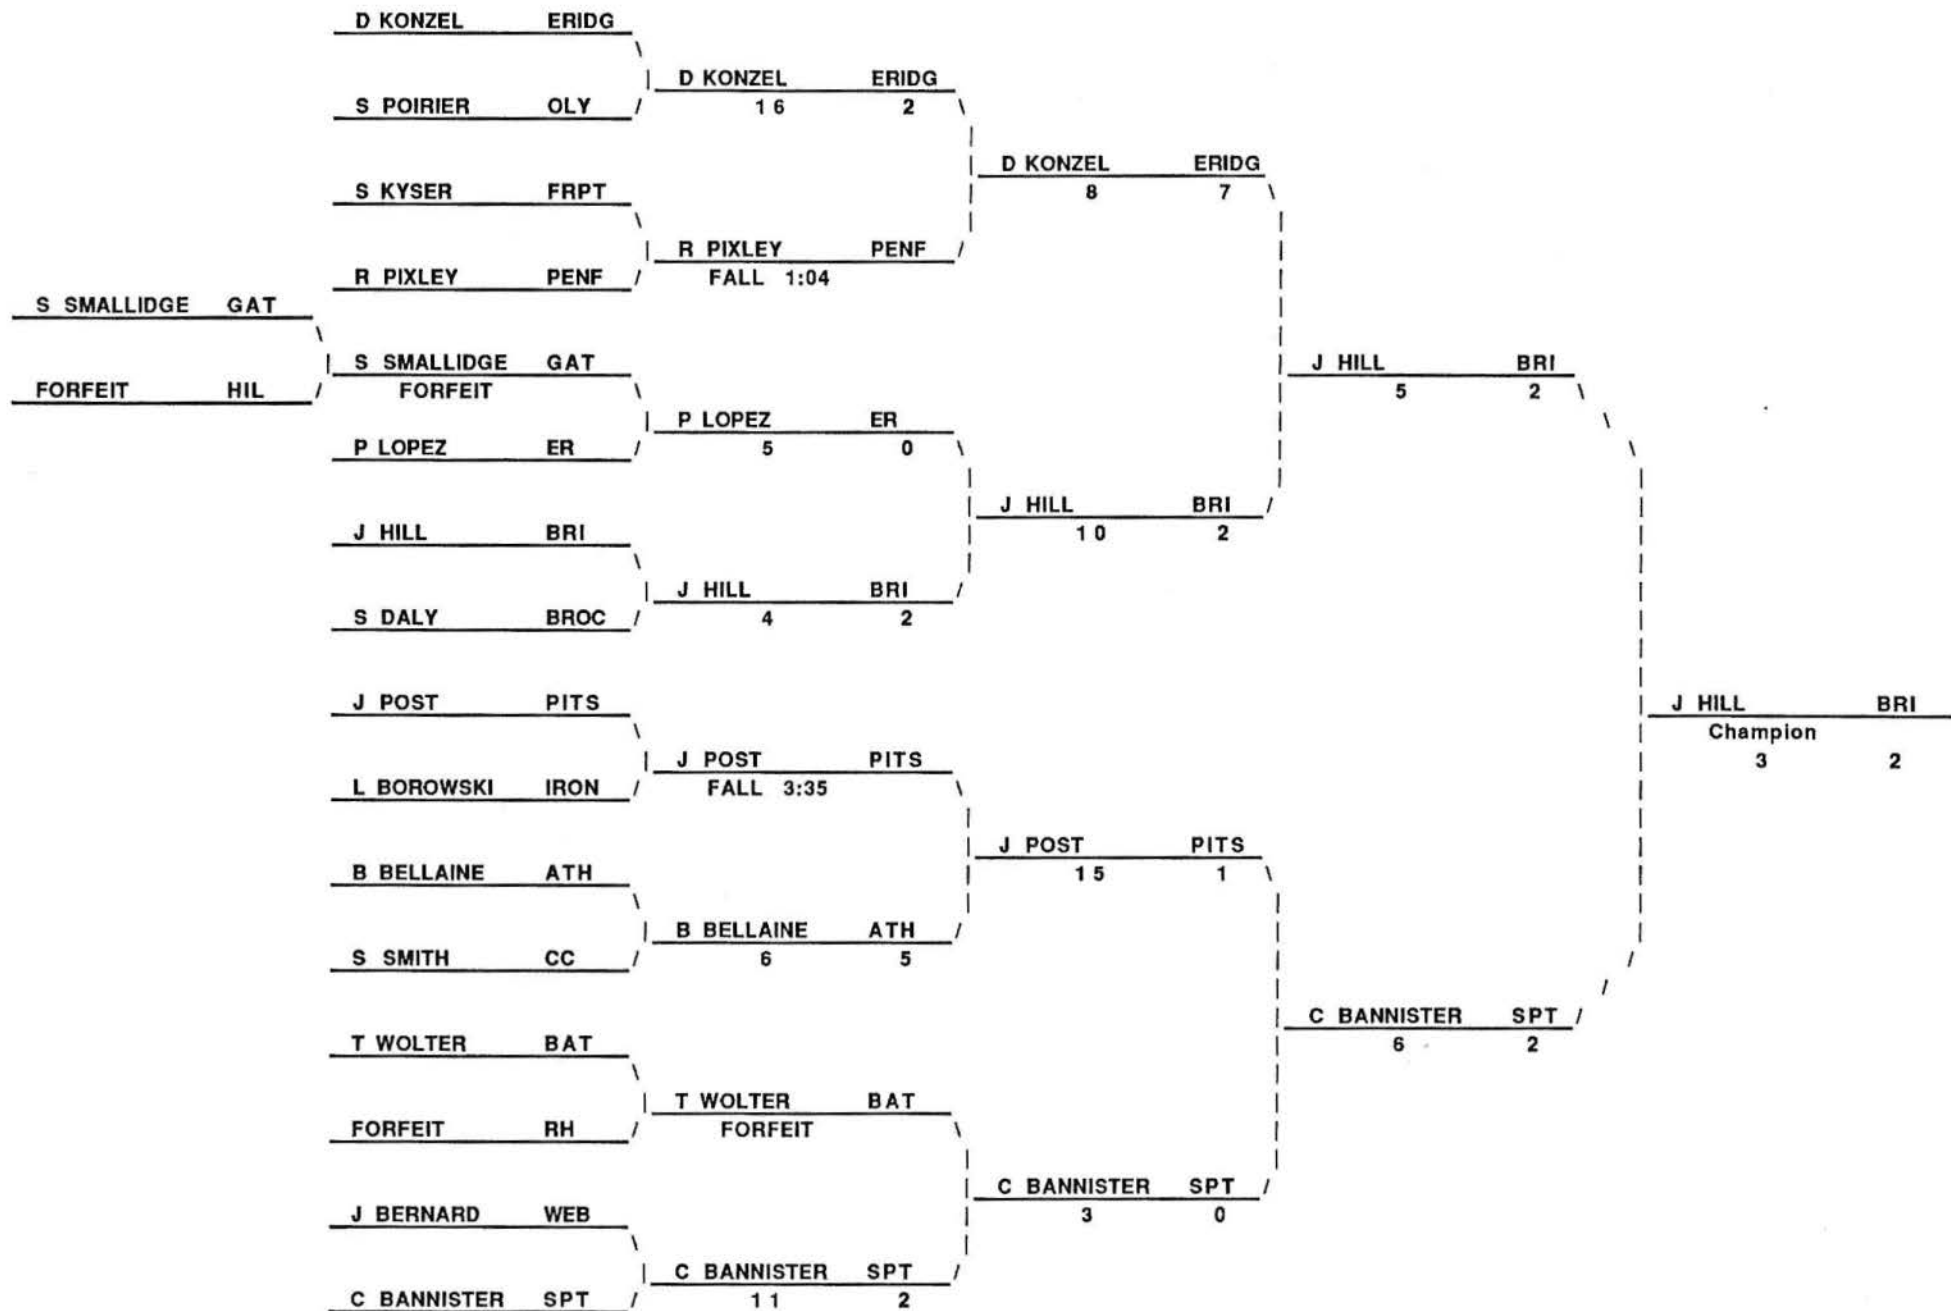 D KONZEL ERIDG
D KONZEL ERIDG
S POIRIER OLY
16 2
D KONZEL ERIDG
S KYSER FRPT
8 7
R PIXLEY PENF
R PIXLEY PENF
FALL 1:04
S SMALLIDGE GAT
S SMALLIDGE GAT
J HILL BRI
FORFEIT HIL
FORFEIT
5 2
P LOPEZ ER
P LOPEZ ER
5 0
J HILL BRI
J HILL BRI
10 2
J HILL BRI
S DALY BROC
4 2
J POST PITS
J HILL BRI
Champion
J POST PITS
3 2
L BOROWSKI IRON
FALL 3:35
J POST PITS
B BELLAINE ATH
15 1
B BELLAINE ATH
S SMITH CC
6 5
C BANNISTER SPT
T WOLTER BAT
6 2
T WOLTER BAT
FORFEIT RH
FORFEIT
C BANNISTER SPT
J BERNARD WEB
3 0
C BANNISTER SPT
C BANNISTER SPT
11 2